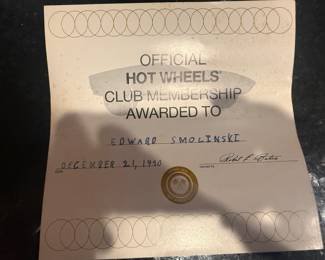 OFFICIAL
HOT WHEELS®
CLUB MEMBERSHIP
AWARDED TO
EDWARD SMOLINSKI
DECEMBER 21, 1970